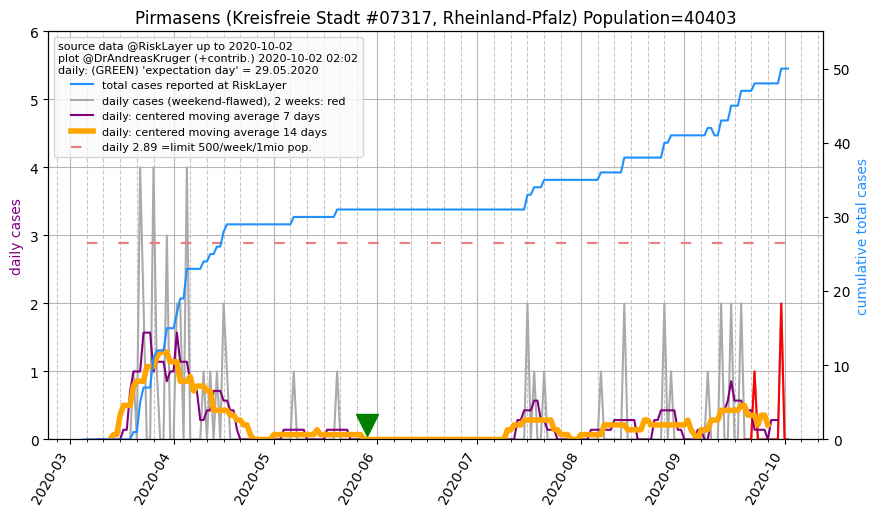 Pirmasens (Kreisfreie Stadt #07317, Rheinland-Pfalz) Population=40403
source data @RiskLayer up to 2020-10-02
plot @DrAndreasKruger (+contrib.) 2020-10-02 02:02
daily: (GREEN) 'expectation day' = 29.05.2020
total cases reported at RiskLayer
daily cases (weekend-flawed), 2 weeks: red
daily: centered moving average 7 days
daily: centered moving average 14 days
daily 2.89 =limit 500/week/1mio pop.
daily cases
6
5
4
3
2
1
0
cumulative total cases
50
40
30
20
10
0
2020-03
2020-04
2020-05
2020-06
2020-07
2020-08
2020-09
2020-10